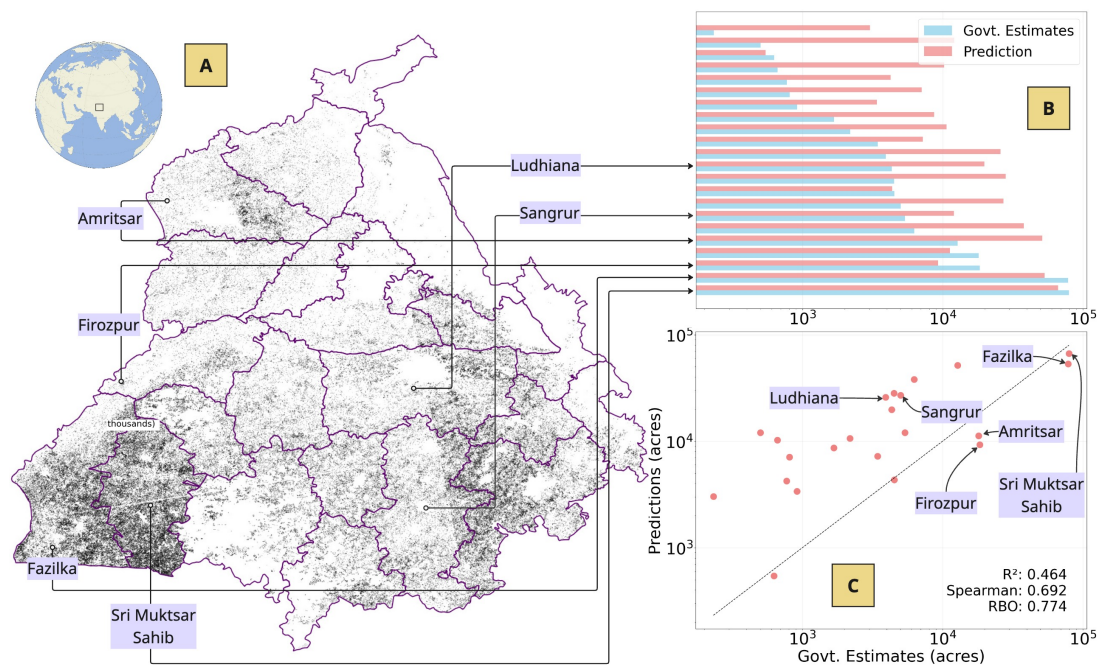 A
Ludhiana
Sangrur
Amritsar
Firozpur
thousands)
Fazilka
Sri Muktsar
Sahib
Govt. Estimates
Prediction
B
10³
10⁴
10⁵
10⁵
10⁴
10³
Predictions (acres)
Fazilka
Ludhiana
Sangrur
Amritsar
Firozpur
Sri Muktsar
Sahib
C
R²: 0.464
Spearman: 0.692
RBO: 0.774
10³
10⁴
10⁵
Govt. Estimates (acres)